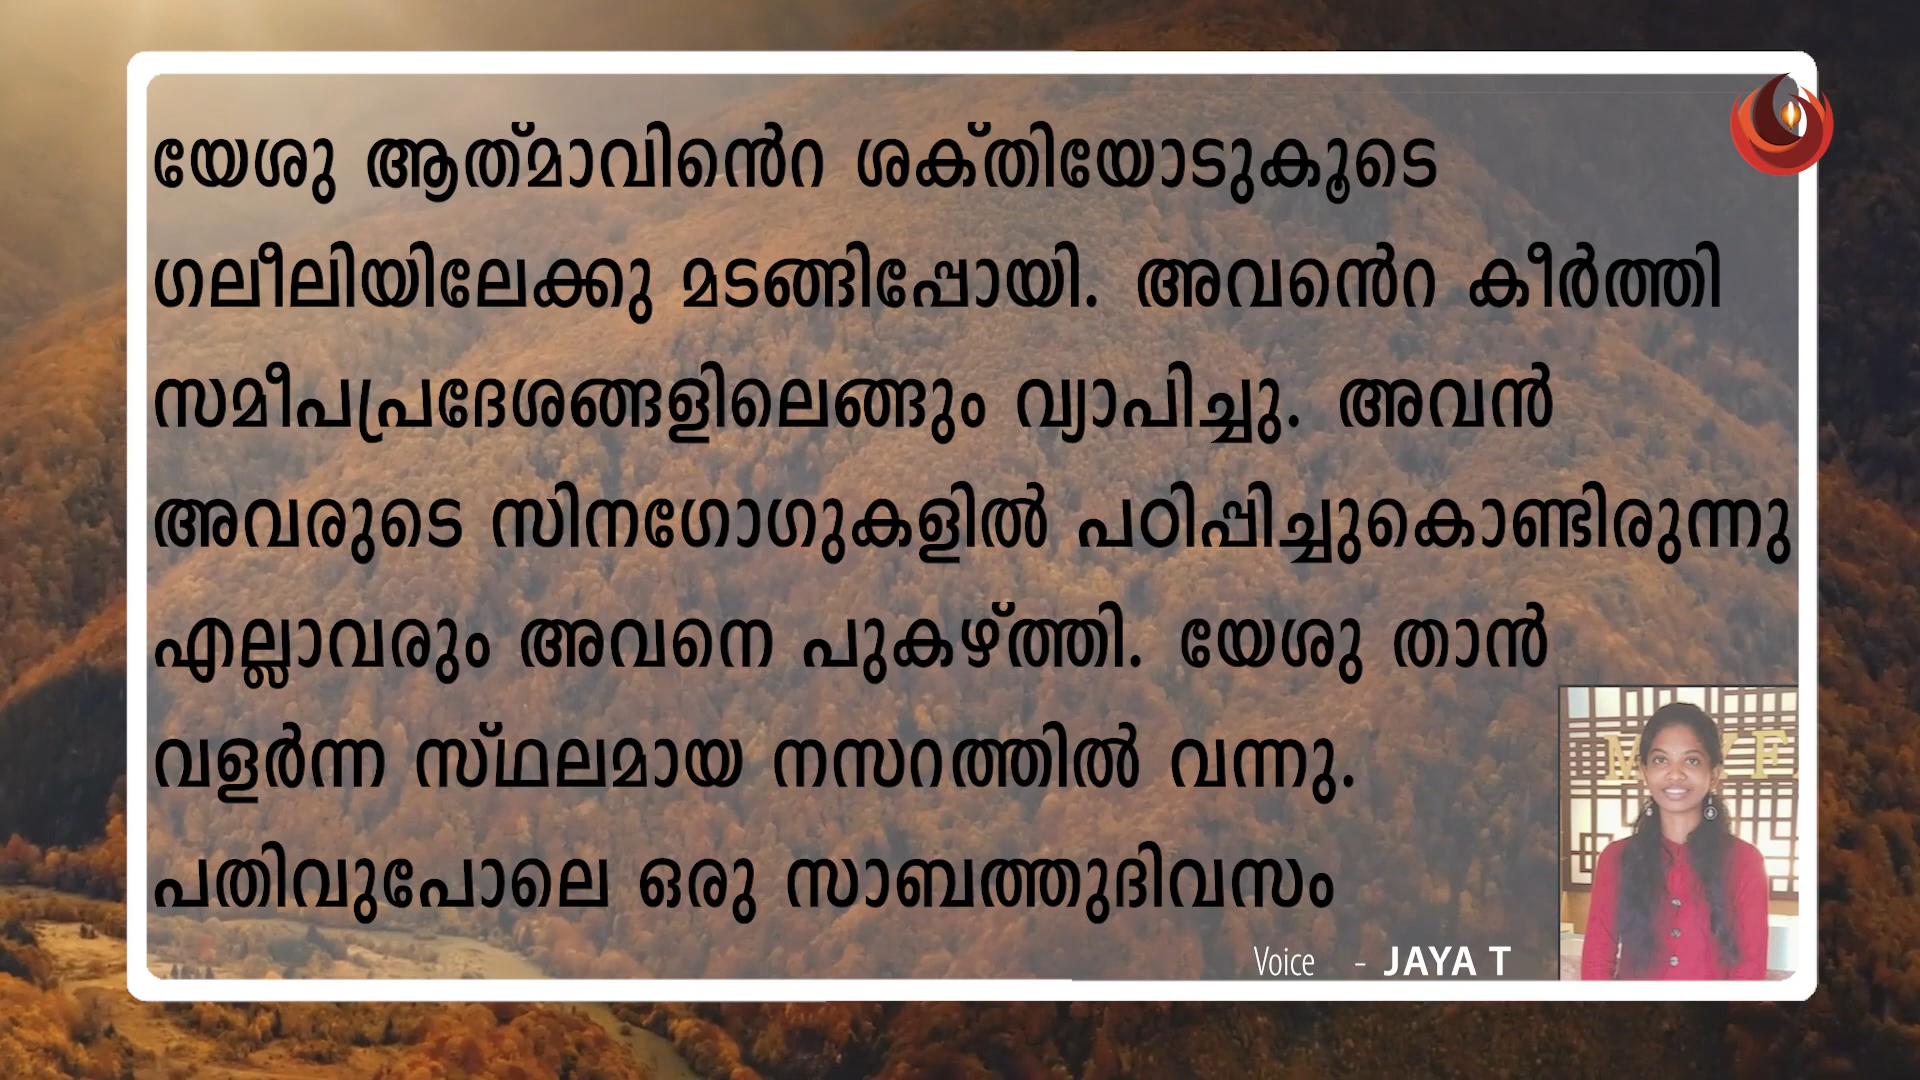 യേശു ആത്‌മാവിൻെറ ശക്‌തിയോടുകൂടെ
ഗലീലിയിലേക്കു മടങ്ങിപ്പോയി. അവൻെറ കീർത്തി
സമീപപ്രദേശങ്ങളിലെങ്ങും വ്യാപിച്ചു. അവൻ
അവരുടെ സിനഗോഗുകളിൽ പഠിപ്പിച്ചുകൊണ്ടിരുന്നു
എല്ലാവരും അവനെ പുകഴ്ത്തി. യേശു താൻ
വളർന്ന സ്‌ഥലമായ നസറത്തിൽ വന്നു.
പതിവുപോലെ ഒരു സാബത്തുദിവസം
Voice - JAYA T